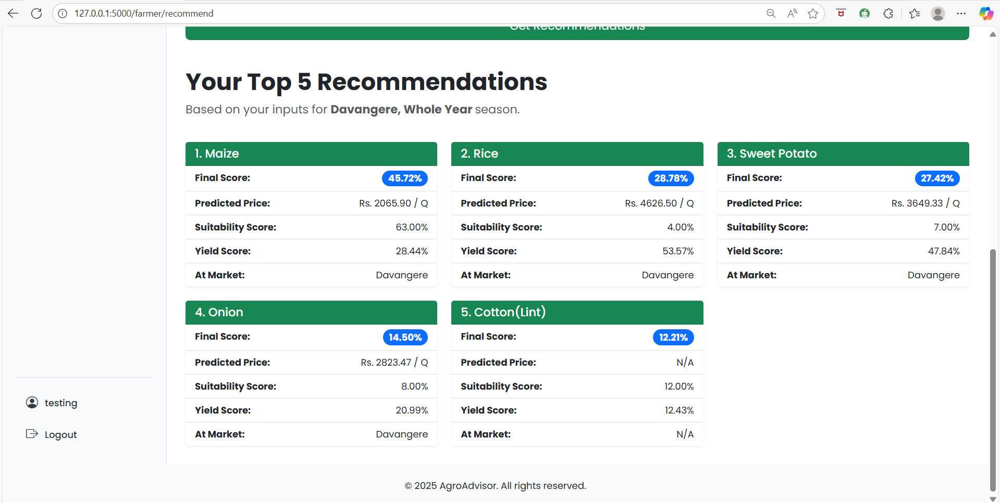 127.0.0.1:5000/farmer/recommend
Get Recommendations
Your Top 5 Recommendations
Based on your inputs for Davangere, Whole Year season.
1. Maize
Final Score: 45.72%
Predicted Price: Rs. 2065.90 / Q
Suitability Score: 63.00%
Yield Score: 28.44%
At Market: Davangere
2. Rice
Final Score: 28.78%
Predicted Price: Rs. 4626.50 / Q
Suitability Score: 4.00%
Yield Score: 53.57%
At Market: Davangere
3. Sweet Potato
Final Score: 27.42%
Predicted Price: Rs. 3649.33 / Q
Suitability Score: 7.00%
Yield Score: 47.84%
At Market: Davangere
4. Onion
Final Score: 14.50%
Predicted Price: Rs. 2823.47 / Q
Suitability Score: 8.00%
Yield Score: 20.99%
At Market: Davangere
5. Cotton(Lint)
Final Score: 12.21%
Predicted Price: N/A
Suitability Score: 12.00%
Yield Score: 12.43%
At Market: N/A
testing
Logout
© 2025 AgroAdvisor. All rights reserved.